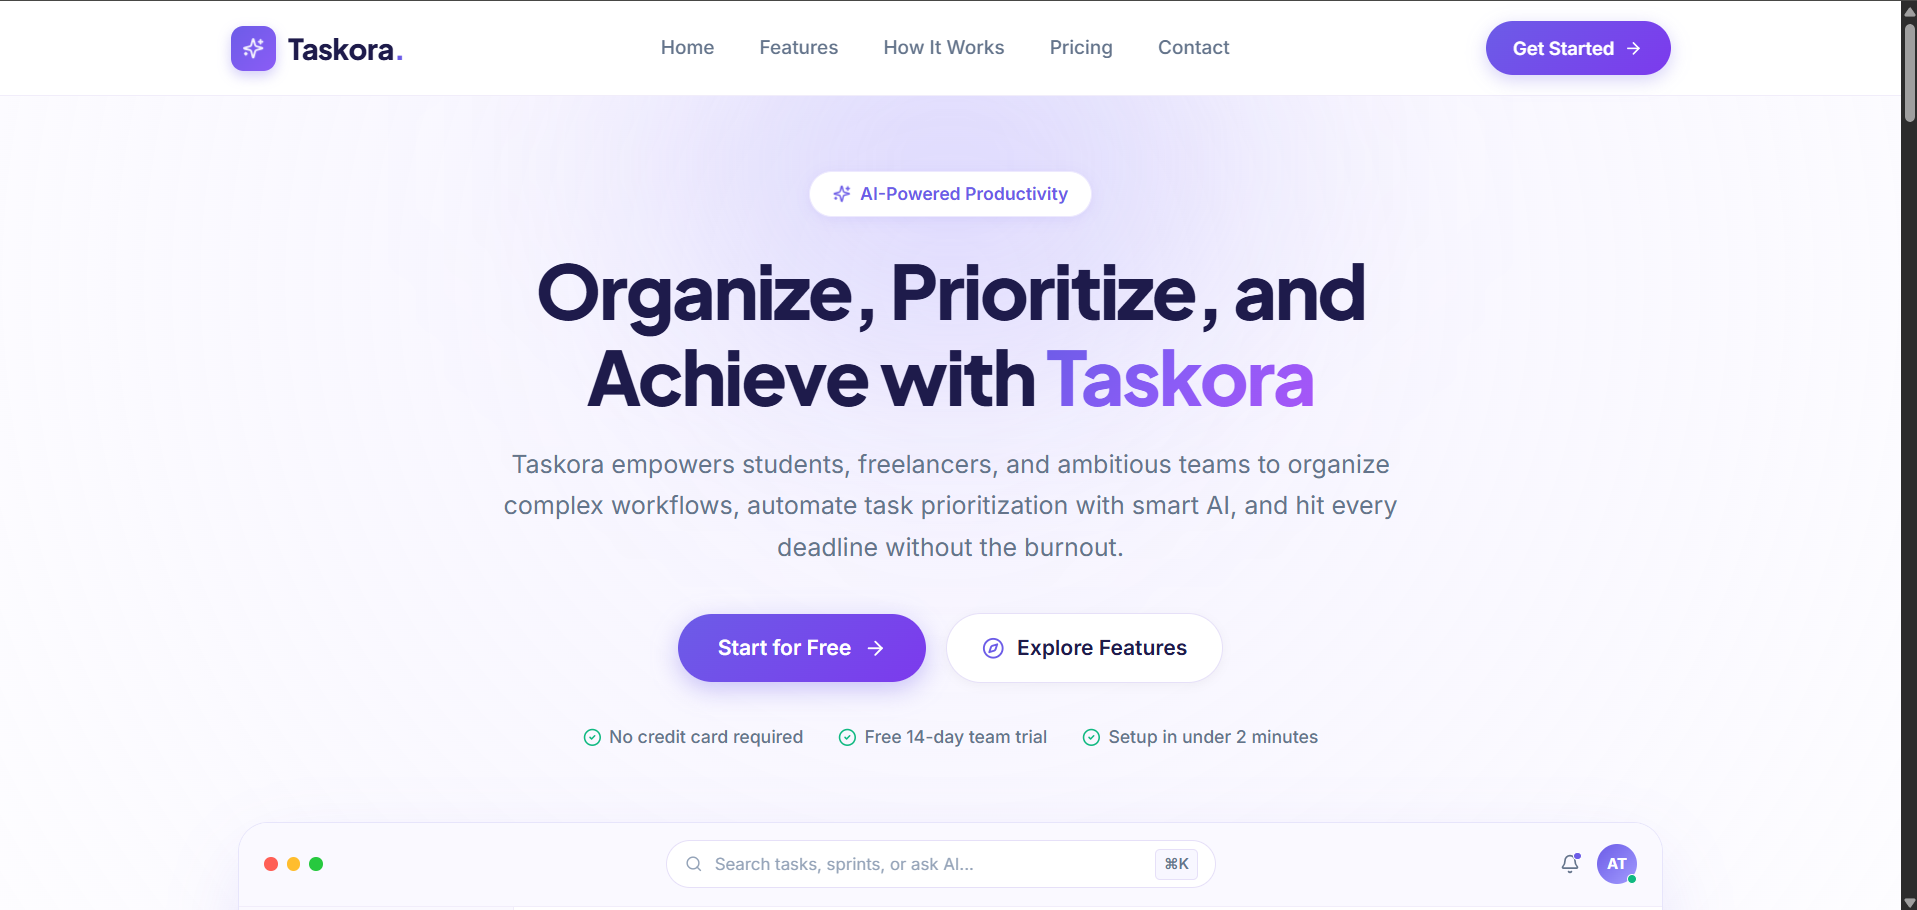 Taskora.
Home
Features
How It Works
Pricing
Contact
Get Started
AI-Powered Productivity
Organize, Prioritize, and
Achieve with Taskora
Taskora empowers students, freelancers, and ambitious teams to organize
complex workflows, automate task prioritization with smart AI, and hit every
deadline without the burnout.
Start for Free
Explore Features
No credit card required
Free 14-day team trial
Setup in under 2 minutes
Search tasks, sprints, or ask AI...
⌘K
AT